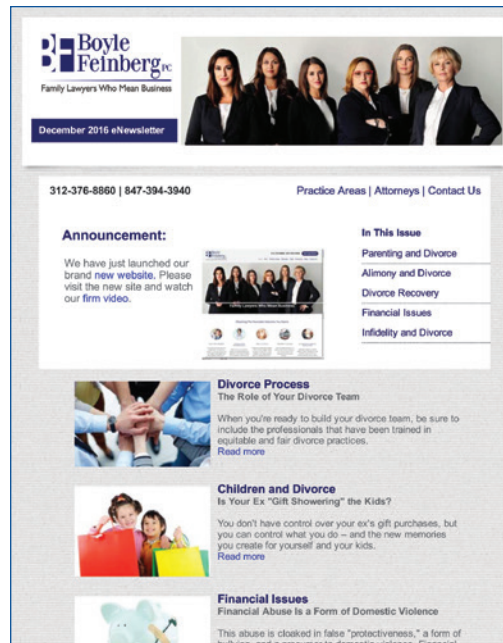 BF Boyle
Feinberg PC
Family Lawyers Who Mean Business
December 2016 eNewsletter
312-376-8860 | 847-394-3940
Practice Areas | Attorneys | Contact Us
Announcement:
We have just launched our
brand new website. Please
visit the new site and watch
our firm video.
In This Issue
Parenting and Divorce
Alimony and Divorce
Divorce Recovery
Financial Issues
Infidelity and Divorce
Divorce Process
The Role of Your Divorce Team
When you're ready to build your divorce team, be sure to
include the professionals that have been trained in
equitable and fair divorce practices.
Read more
Children and Divorce
Is Your Ex "Gift Showering" the Kids?
You don't have control over your ex's gift purchases, but
you can control what you do – and the new memories
you create for yourself and your kids.
Read more
Financial Issues
Financial Abuse Is a Form of Domestic Violence
This abuse is cloaked in false "protectiveness," a form of